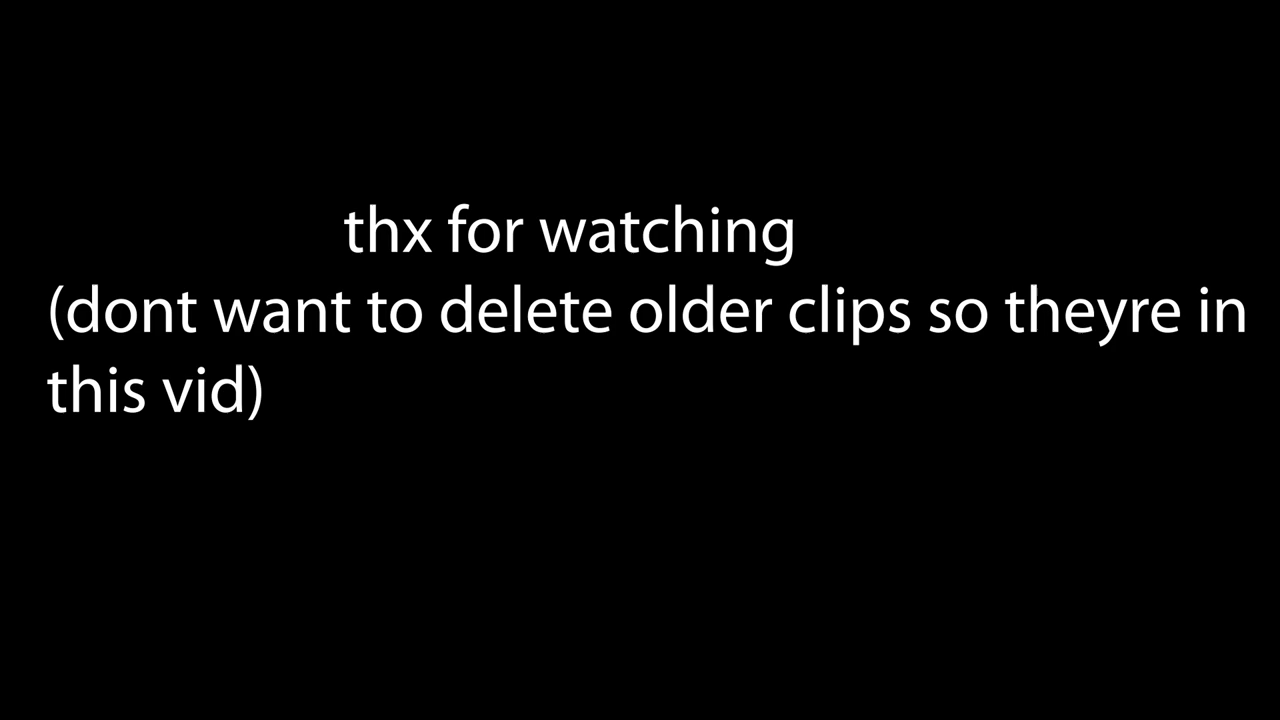 thx for watching
(dont want to delete older clips so theyre in
this vid)